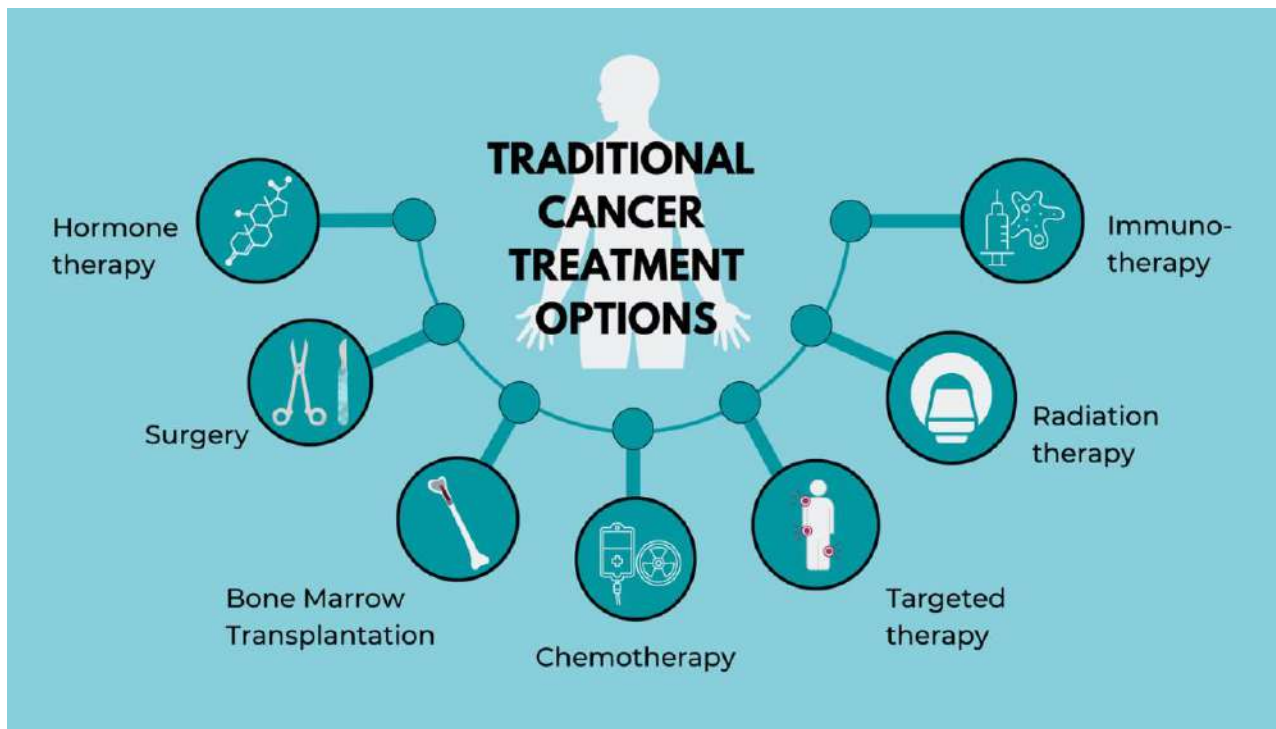 TRADITIONAL
CANCER
TREATMENT
OPTIONS
Hormone
therapy
Surgery
Bone Marrow
Transplantation
Chemotherapy
Targeted
therapy
Radiation
therapy
Immuno-
therapy